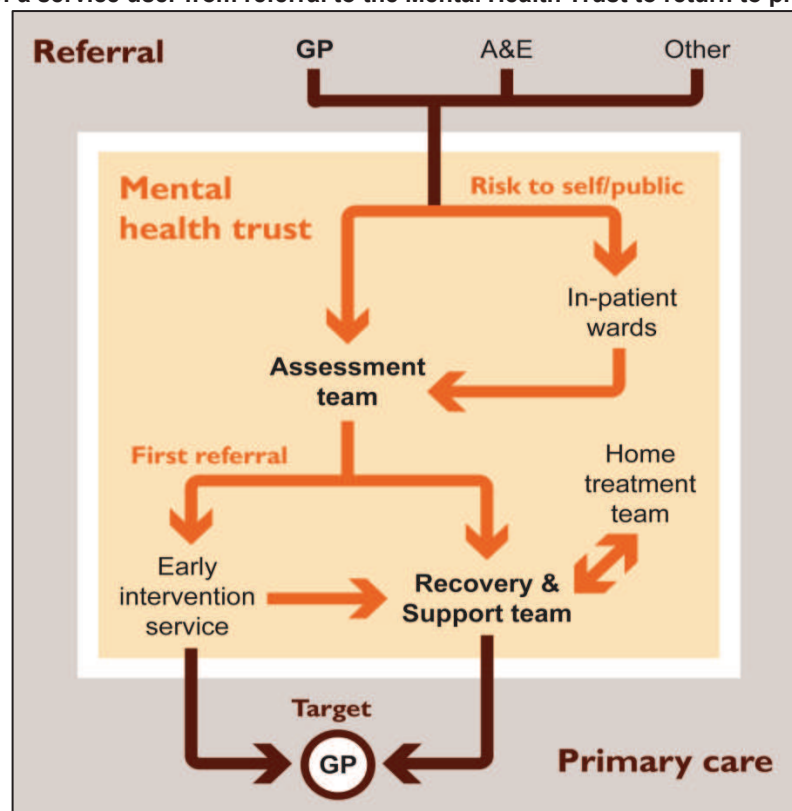 Referral
GP
A&E
Other
Mental
health trust
Risk to self/public
In-patient
wards
Assessment
team
First referral
Home
treatment
team
Early
intervention
service
Recovery &
Support team
Target
GP
Primary care